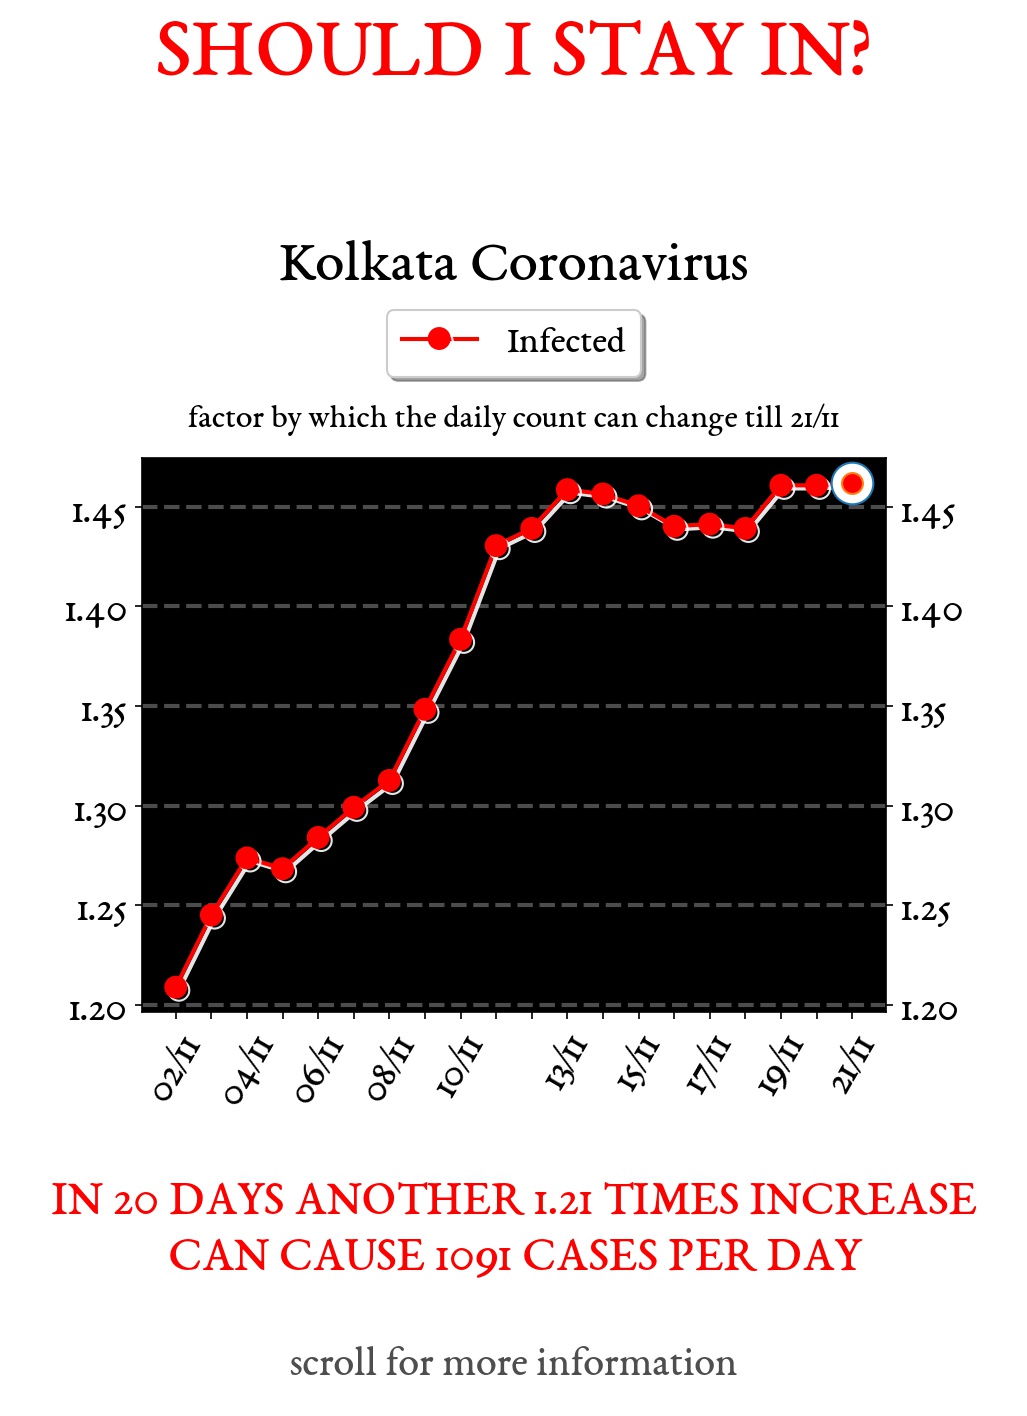 SHOULD I STAY IN?
Kolkata Coronavirus
Infected
factor by which the daily count can change till 21/11
1.45 1.45
1.40 1.40
1.35 1.35
1.30 1.30
1.25 1.25
1.20 1.20
02/11 04/11 06/11 08/11 10/11 13/11 15/11 17/11 19/11 21/11
IN 20 DAYS ANOTHER 1.21 TIMES INCREASE
CAN CAUSE 1091 CASES PER DAY
scroll for more information